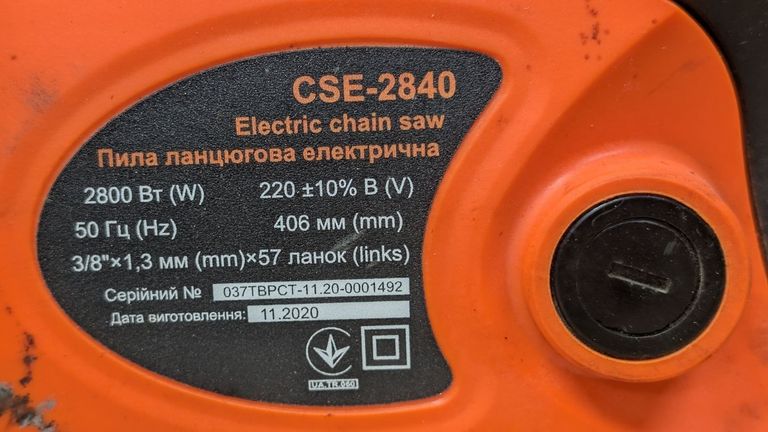 CSE-2840
Electric chain saw
Пила ланцюгова електрична
2800 Вт (W) 220 ±10% В (V)
50 Гц (Hz) 406 мм (mm)
3/8"×1,3 мм (mm)×57 ланок (links)
Серійний № 037ТВРСТ-11.20-0001492
Дата виготовлення: 11.2020
UA.TR.060